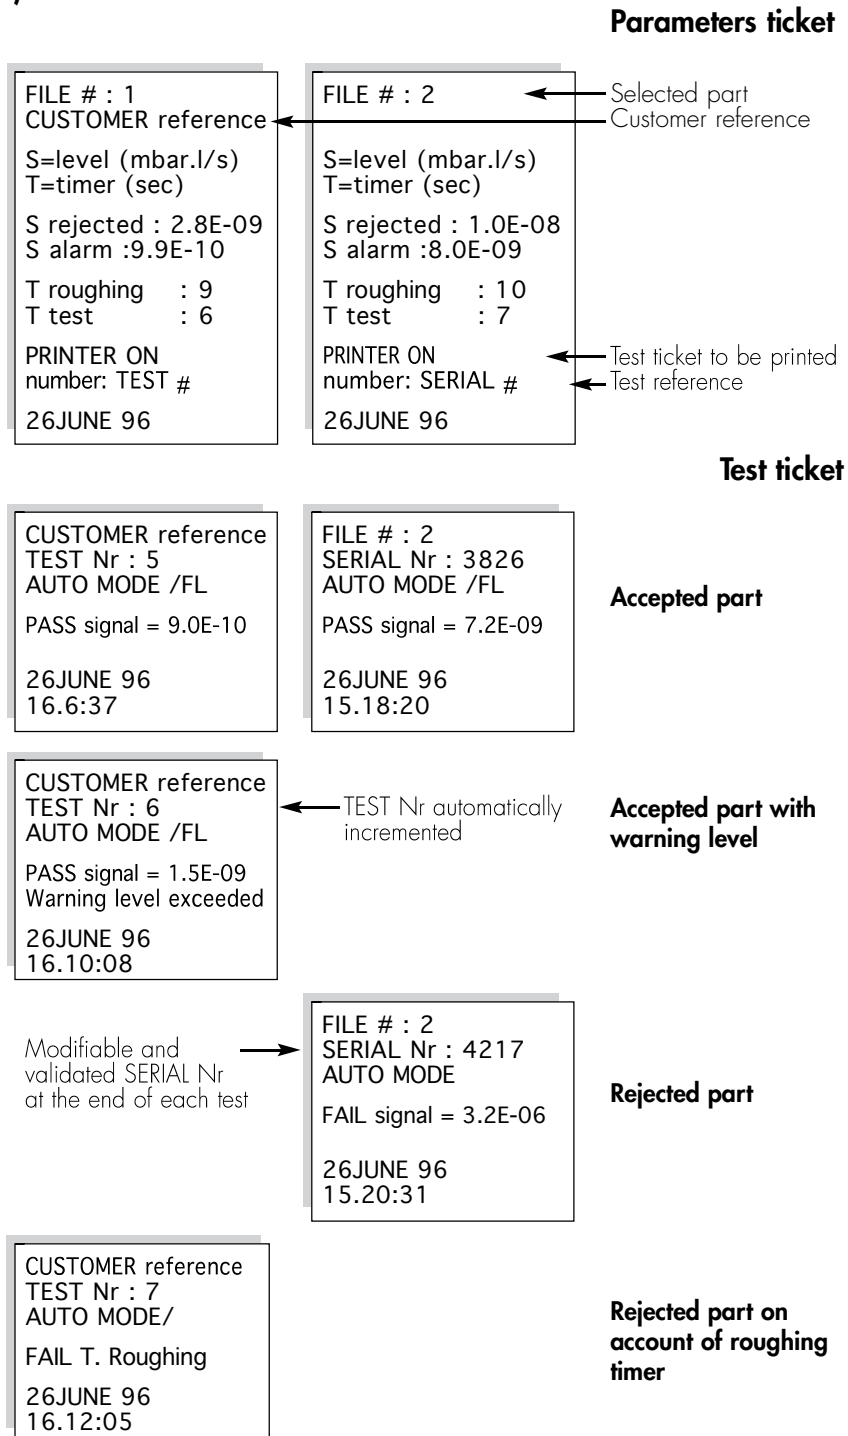 Parameters ticket
FILE # : 1
CUSTOMER reference
S=level (mbar.l/s)
T=timer (sec)
S rejected : 2.8E-09
S alarm :9.9E-10
T roughing : 9
T test : 6
PRINTER ON
number: TEST #
26JUNE 96
FILE # : 2
S=level (mbar.l/s)
T=timer (sec)
S rejected : 1.0E-08
S alarm :8.0E-09
T roughing : 10
T test : 7
PRINTER ON
number: SERIAL #
26JUNE 96
Selected part
Customer reference
Test ticket to be printed
Test reference
Test ticket
CUSTOMER reference
TEST Nr : 5
AUTO MODE /FL
PASS signal = 9.0E-10
26JUNE 96
16.6:37
FILE # : 2
SERIAL Nr : 3826
AUTO MODE /FL
PASS signal = 7.2E-09
26JUNE 96
15.18:20
Accepted part
CUSTOMER reference
TEST Nr : 6
AUTO MODE /FL
PASS signal = 1.5E-09
Warning level exceeded
26JUNE 96
16.10:08
TEST Nr automatically
incremented
Accepted part with
warning level
Modifiable and
validated SERIAL Nr
at the end of each test
FILE # : 2
SERIAL Nr : 4217
AUTO MODE
FAIL signal = 3.2E-06
26JUNE 96
15.20:31
Rejected part
CUSTOMER reference
TEST Nr : 7
AUTO MODE/
FAIL T. Roughing
26JUNE 96
16.12:05
Rejected part on
account of roughing
timer